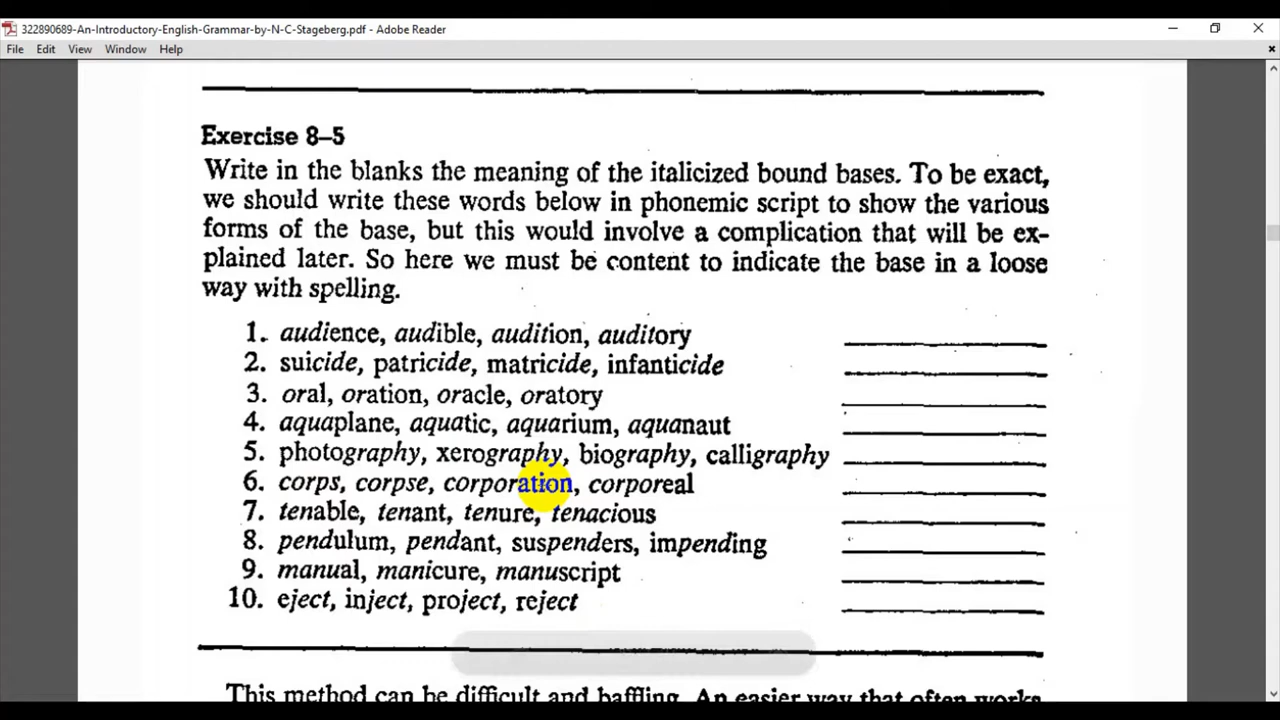 322890689-An-Introductory-English-Grammar-by-N-C-Stageberg.pdf - Adobe Reader
File Edit View Window Help
Exercise 8–5
Write in the blanks the meaning of the italicized bound bases. To be exact,
we should write these words below in phonemic script to show the various
forms of the base, but this would involve a complication that will be ex-
plained later. So here we must be content to indicate the base in a loose
way with spelling.
1. audience, audible, audition, auditory
2. suicide, patricide, matricide, infanticide
3. oral, oration, oracle, oratory
4. aquaplane, aquatic, aquarium, aquanaut
5. photography, xerography, biography, calligraphy
6. corps, corpse, corporation, corporeal
7. tenable, tenant, tenure, tenacious
8. pendulum, pendant, suspenders, impending
9. manual, manicure, manuscript
10. eject, inject, project, reject
This method can be difficult and baffling. An easier way that often works